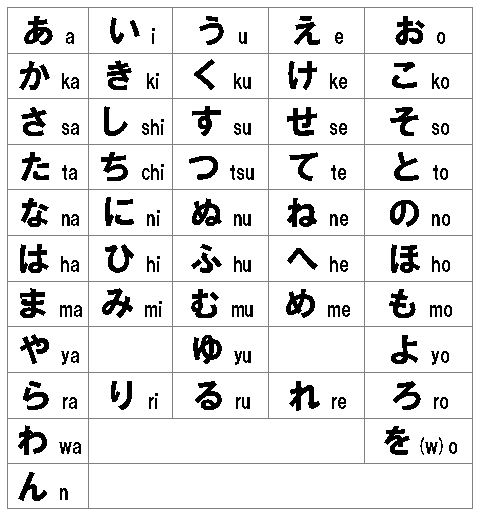 あ a い i う u え e お o
か ka き ki く ku け ke こ ko
さ sa し shi す su せ se そ so
た ta ち chi つ tsu て te と to
な na に ni ぬ nu ね ne の no
は ha ひ hi ふ hu へ he ほ ho
ま ma み mi む mu め me も mo
や ya ゆ yu よ yo
ら ra り ri る ru れ re ろ ro
わ wa を (w)o
ん n